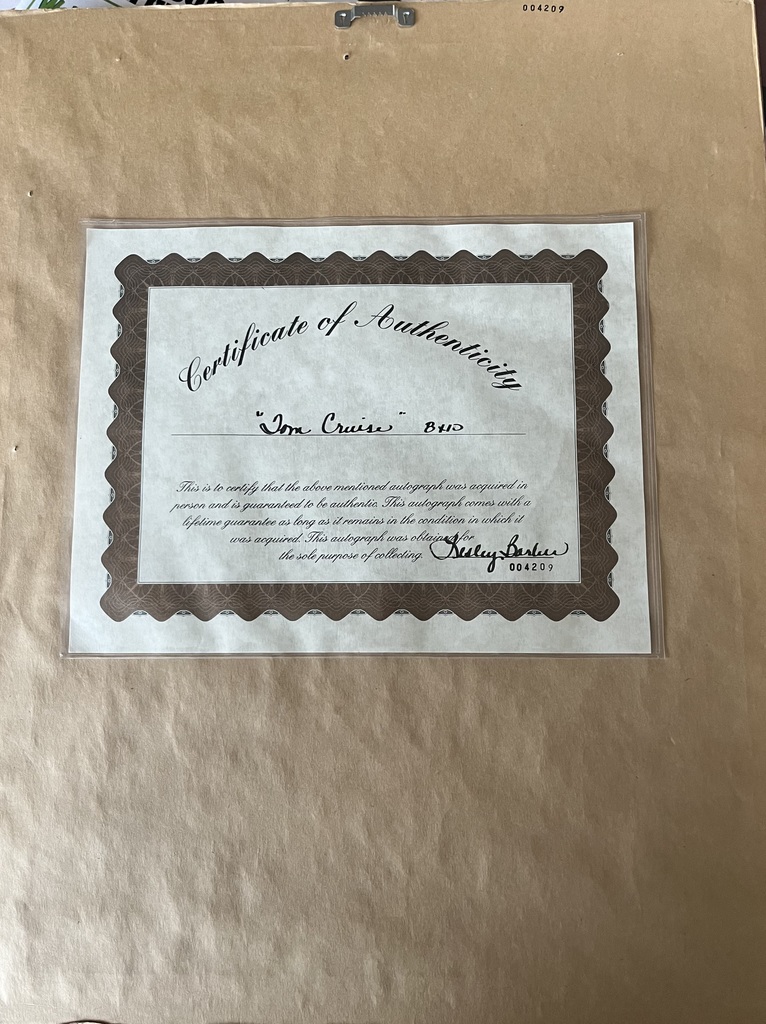 004209
Certificate of Authenticity
"Tom Cruise" 8x10
This is to certify that the above mentioned autograph was acquired in
person and is guaranteed to be authentic. This autograph comes with a
lifetime guarantee as long as it remains in the condition in which it
was acquired. This autograph was obtained for
the sole purpose of collecting.
004209